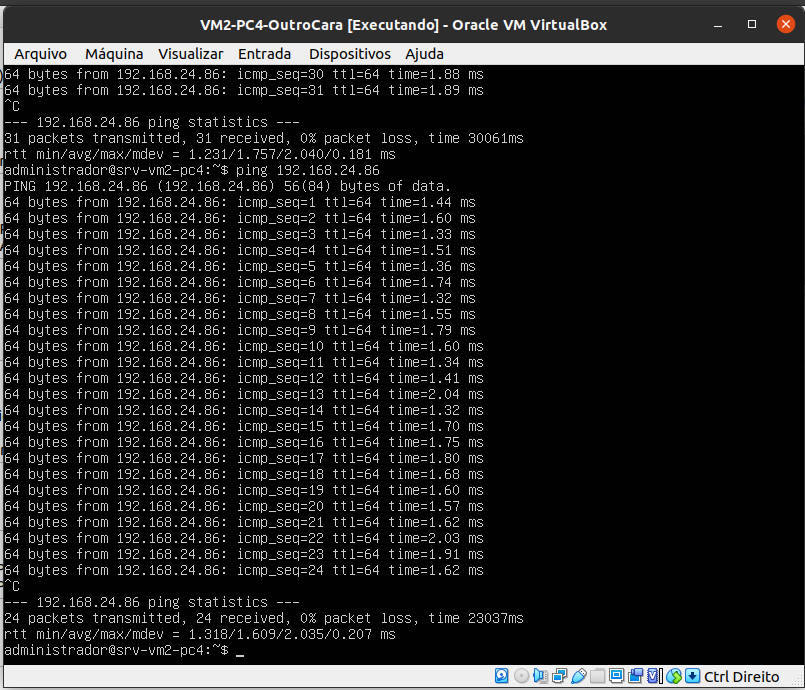 VM2-PC4-OutroCara [Executando] - Oracle VM VirtualBox
Arquivo Máquina Visualizar Entrada Dispositivos Ajuda
64 bytes from 192.168.24.86: icmp_seq=30 ttl=64 time=1.88 ms
64 bytes from 192.168.24.86: icmp_seq=31 ttl=64 time=1.89 ms
^C
--- 192.168.24.86 ping statistics ---
31 packets transmitted, 31 received, 0% packet loss, time 30061ms
rtt min/avg/max/mdev = 1.231/1.757/2.040/0.181 ms
administrador@srv-vm2-pc4:~$ ping 192.168.24.86
PING 192.168.24.86 (192.168.24.86) 56(84) bytes of data.
64 bytes from 192.168.24.86: icmp_seq=1 ttl=64 time=1.44 ms
64 bytes from 192.168.24.86: icmp_seq=2 ttl=64 time=1.60 ms
64 bytes from 192.168.24.86: icmp_seq=3 ttl=64 time=1.33 ms
64 bytes from 192.168.24.86: icmp_seq=4 ttl=64 time=1.51 ms
64 bytes from 192.168.24.86: icmp_seq=5 ttl=64 time=1.36 ms
64 bytes from 192.168.24.86: icmp_seq=6 ttl=64 time=1.74 ms
64 bytes from 192.168.24.86: icmp_seq=7 ttl=64 time=1.32 ms
64 bytes from 192.168.24.86: icmp_seq=8 ttl=64 time=1.55 ms
64 bytes from 192.168.24.86: icmp_seq=9 ttl=64 time=1.79 ms
64 bytes from 192.168.24.86: icmp_seq=10 ttl=64 time=1.60 ms
64 bytes from 192.168.24.86: icmp_seq=11 ttl=64 time=1.34 ms
64 bytes from 192.168.24.86: icmp_seq=12 ttl=64 time=1.41 ms
64 bytes from 192.168.24.86: icmp_seq=13 ttl=64 time=2.04 ms
64 bytes from 192.168.24.86: icmp_seq=14 ttl=64 time=1.32 ms
64 bytes from 192.168.24.86: icmp_seq=15 ttl=64 time=1.70 ms
64 bytes from 192.168.24.86: icmp_seq=16 ttl=64 time=1.75 ms
64 bytes from 192.168.24.86: icmp_seq=17 ttl=64 time=1.80 ms
64 bytes from 192.168.24.86: icmp_seq=18 ttl=64 time=1.68 ms
64 bytes from 192.168.24.86: icmp_seq=19 ttl=64 time=1.60 ms
64 bytes from 192.168.24.86: icmp_seq=20 ttl=64 time=1.57 ms
64 bytes from 192.168.24.86: icmp_seq=21 ttl=64 time=1.62 ms
64 bytes from 192.168.24.86: icmp_seq=22 ttl=64 time=2.03 ms
64 bytes from 192.168.24.86: icmp_seq=23 ttl=64 time=1.91 ms
64 bytes from 192.168.24.86: icmp_seq=24 ttl=64 time=1.62 ms
^C
--- 192.168.24.86 ping statistics ---
24 packets transmitted, 24 received, 0% packet loss, time 23037ms
rtt min/avg/max/mdev = 1.318/1.609/2.035/0.207 ms
administrador@srv-vm2-pc4:~$ _
Ctrl Direito